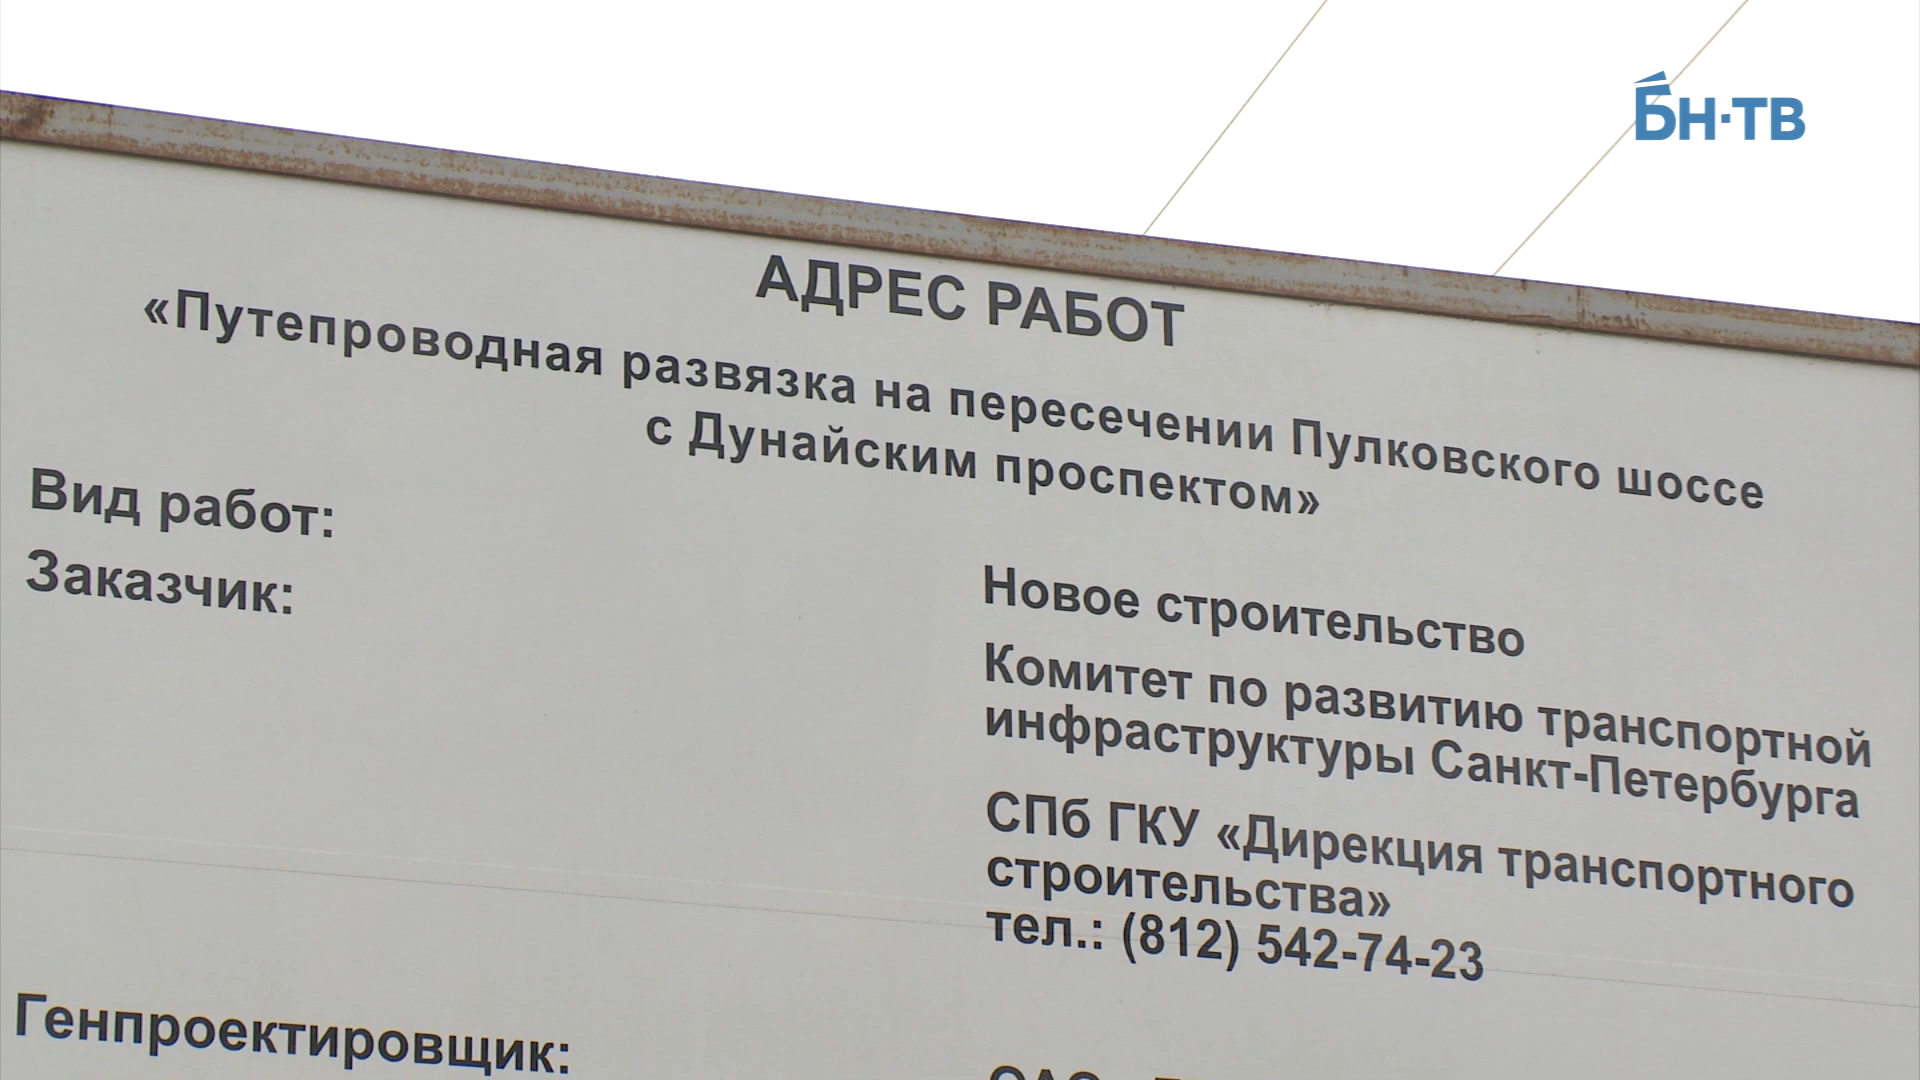 БН·ТВ
АДРЕС РАБОТ
«Путепроводная развязка на пересечении Пулковского шоссе
с Дунайским проспектом»
Вид работ:
Новое строительство
Заказчик:
Комитет по развитию транспортной
инфраструктуры Санкт-Петербурга
СПб ГКУ «Дирекция транспортного
строительства»
тел.: (812) 542-74-23
Генпроектировщик:
ОАО